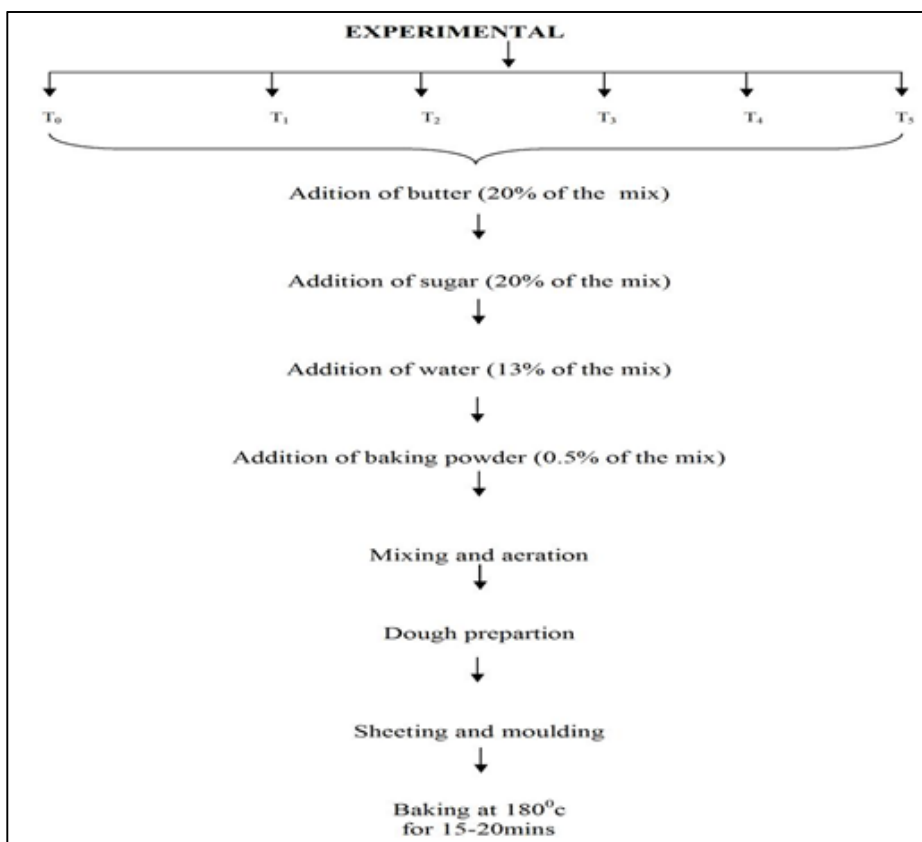 EXPERIMENTAL
T₀ T₁ T₂ T₃ T₄ T₅
Adition of butter (20% of the mix)
Addition of sugar (20% of the mix)
Addition of water (13% of the mix)
Addition of baking powder (0.5% of the mix)
Mixing and aeration
Dough prepartion
Sheeting and moulding
Baking at 180⁰c
for 15-20mins